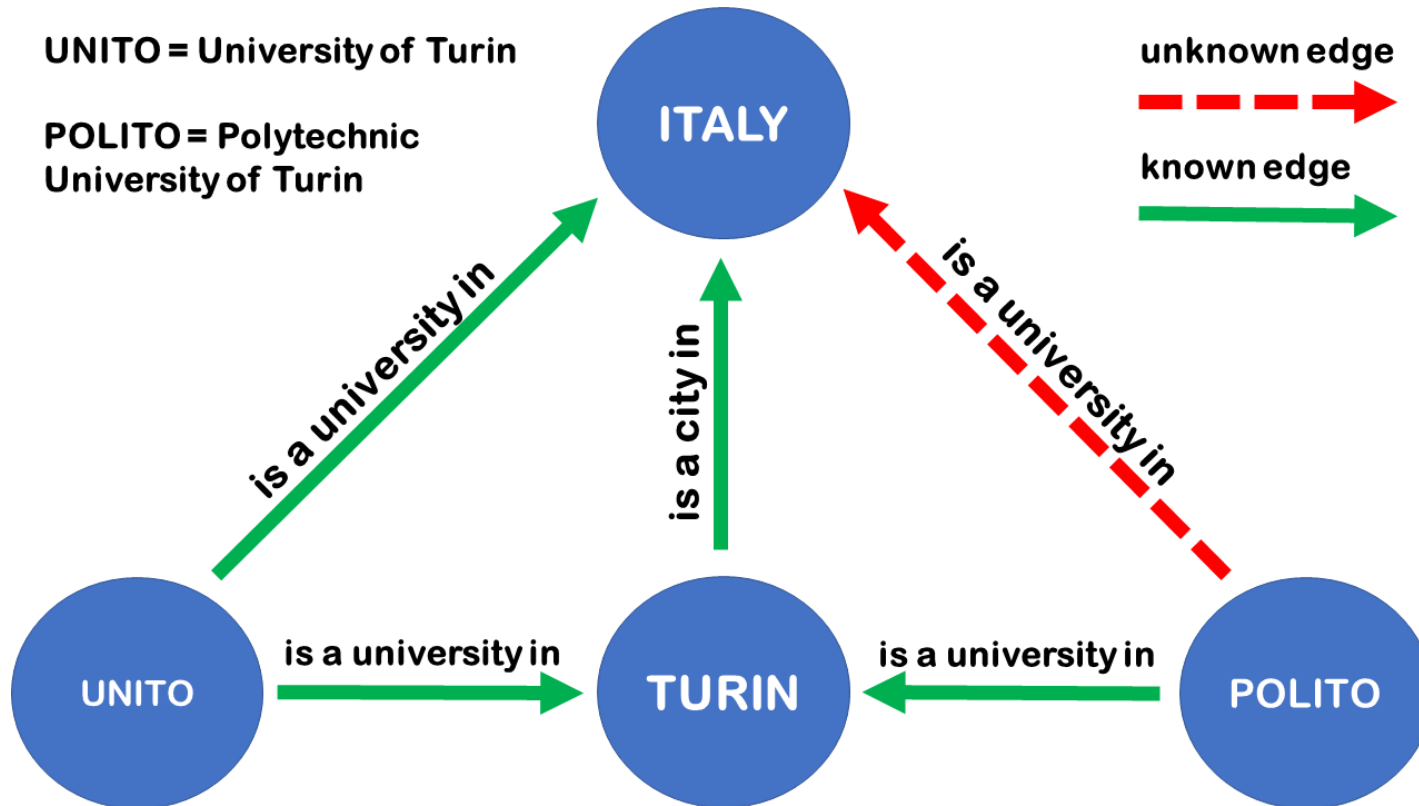 UNITO = University of Turin
POLITO = Polytechnic
University of Turin
ITALY
unknown edge
known edge
is a university in
is a city in
is a university in
is a university in
is a university in
UNITO
TURIN
POLITO